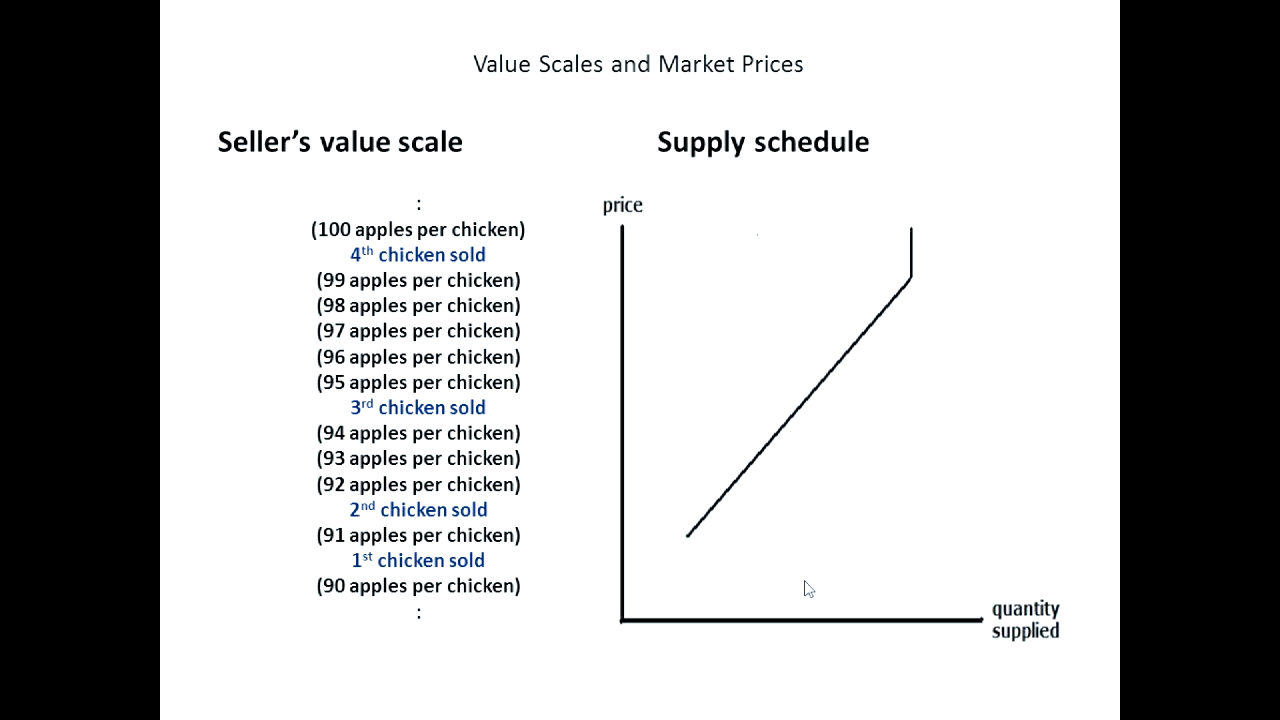 Value Scales and Market Prices
Seller’s value scale
:
(100 apples per chicken)
4th chicken sold
(99 apples per chicken)
(98 apples per chicken)
(97 apples per chicken)
(96 apples per chicken)
(95 apples per chicken)
3rd chicken sold
(94 apples per chicken)
(93 apples per chicken)
(92 apples per chicken)
2nd chicken sold
(91 apples per chicken)
1st chicken sold
(90 apples per chicken)
:
Supply schedule
price
quantity
supplied